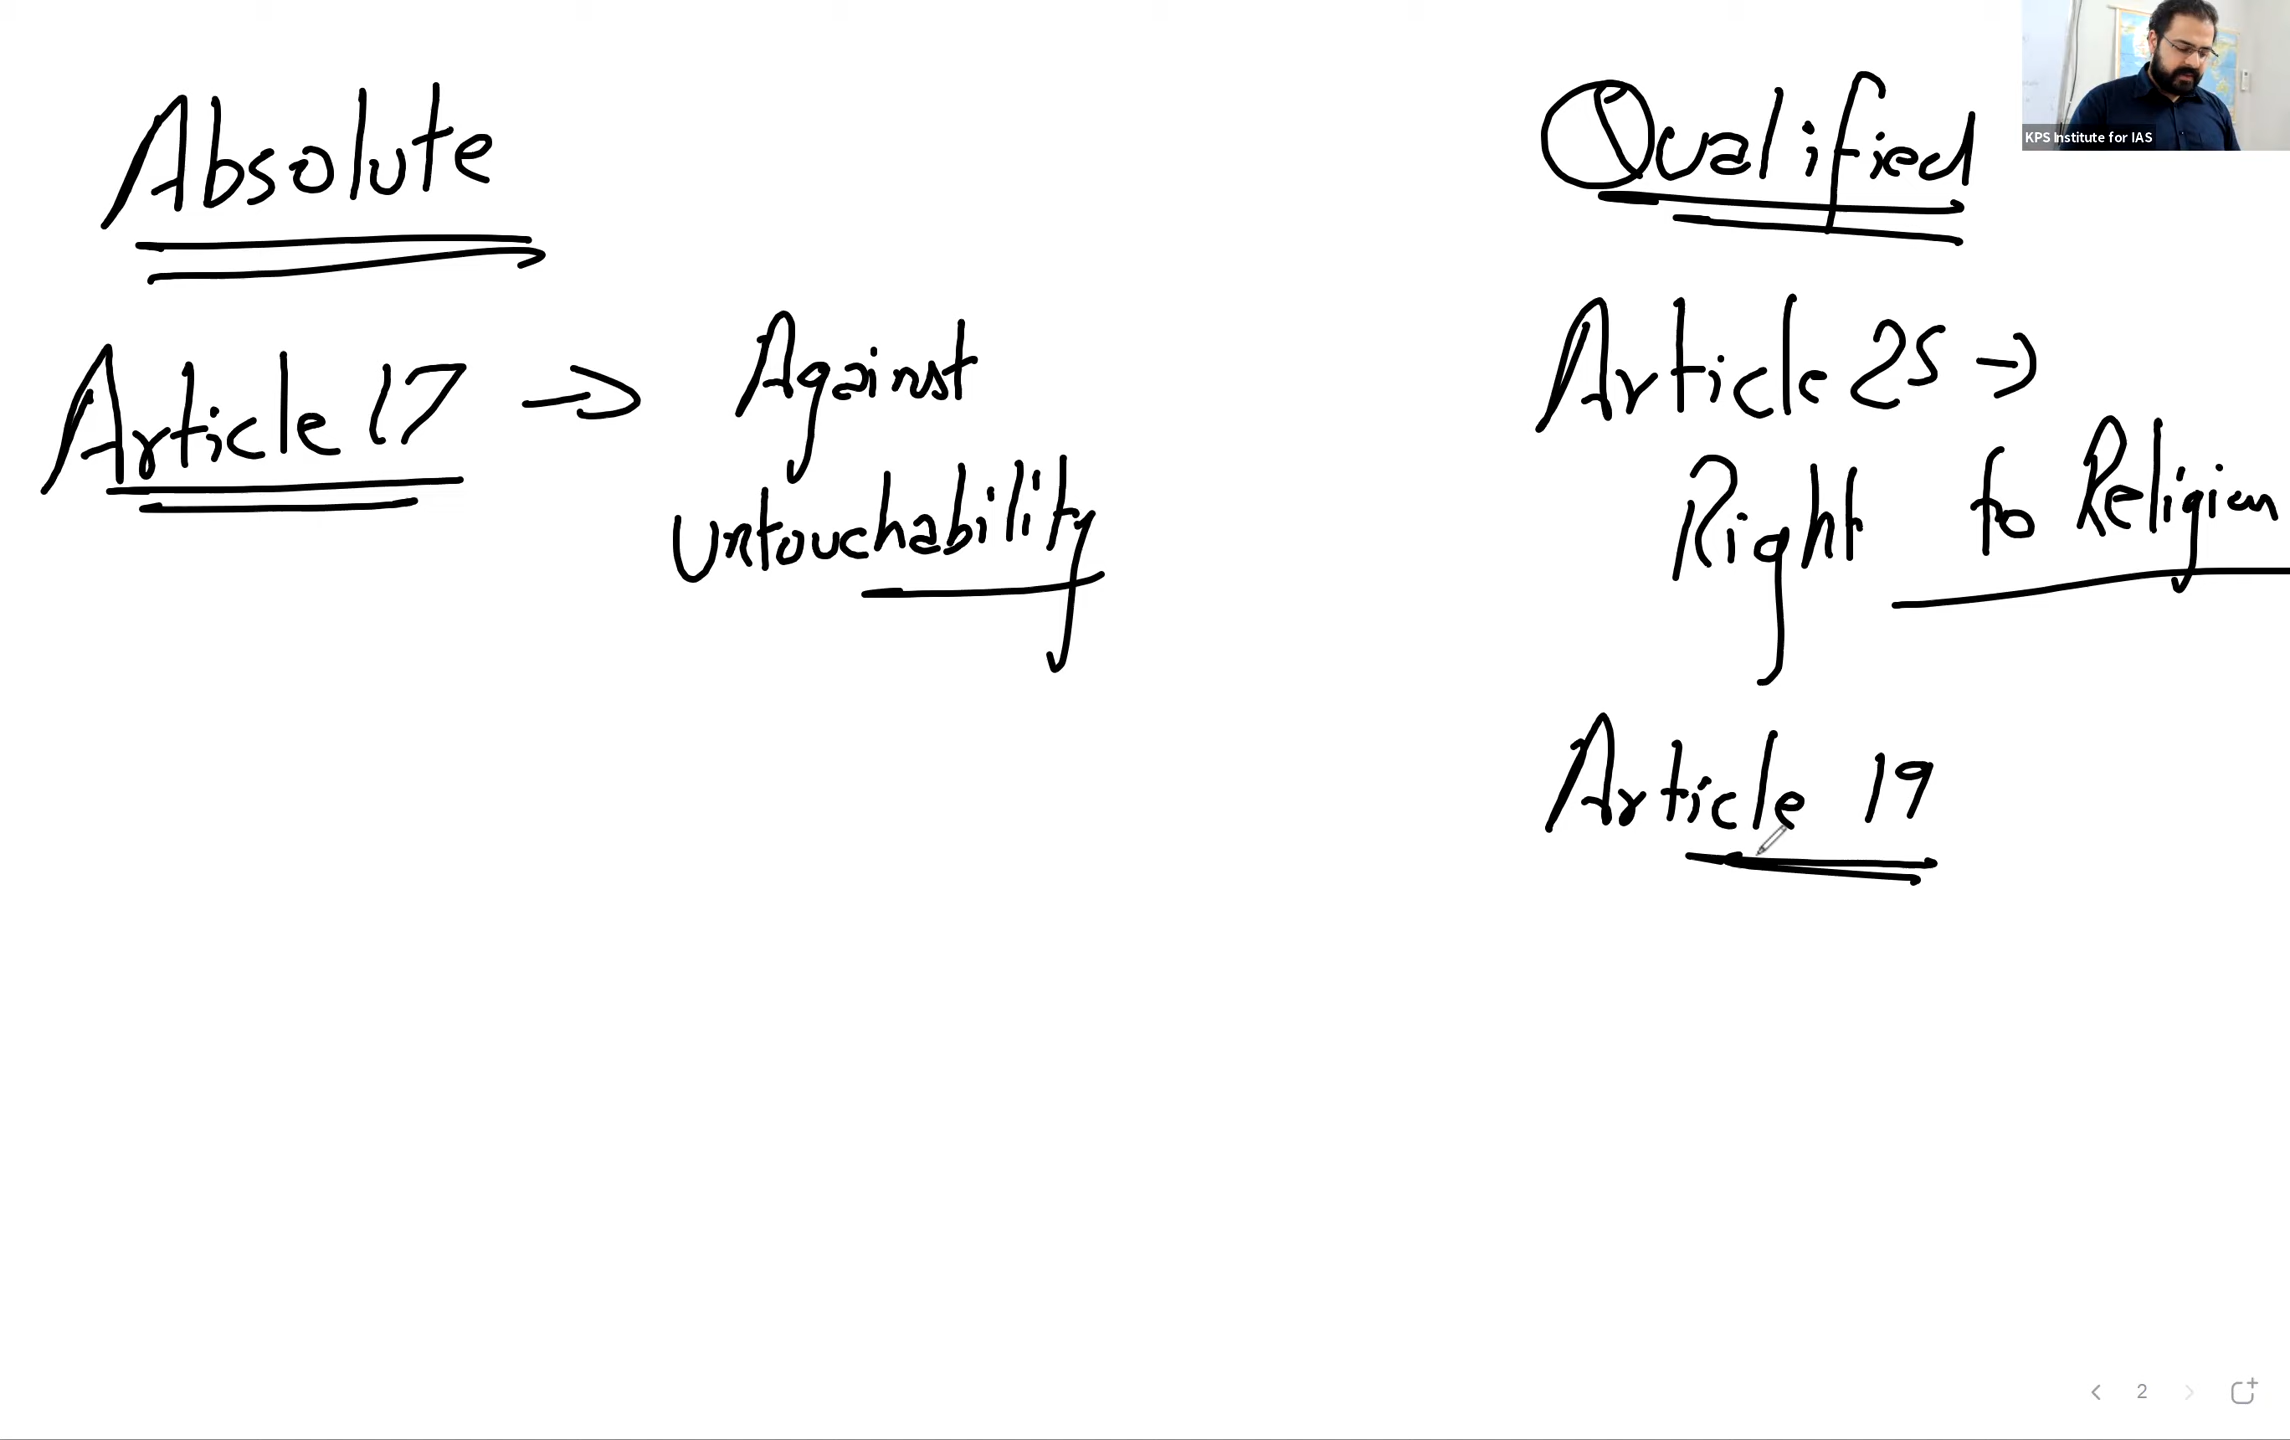 Absolute
Article 17 → Against
untouchability
Qualified
Article 25 →
Right to Religion
Article 19
KPS Institute for IAS
2